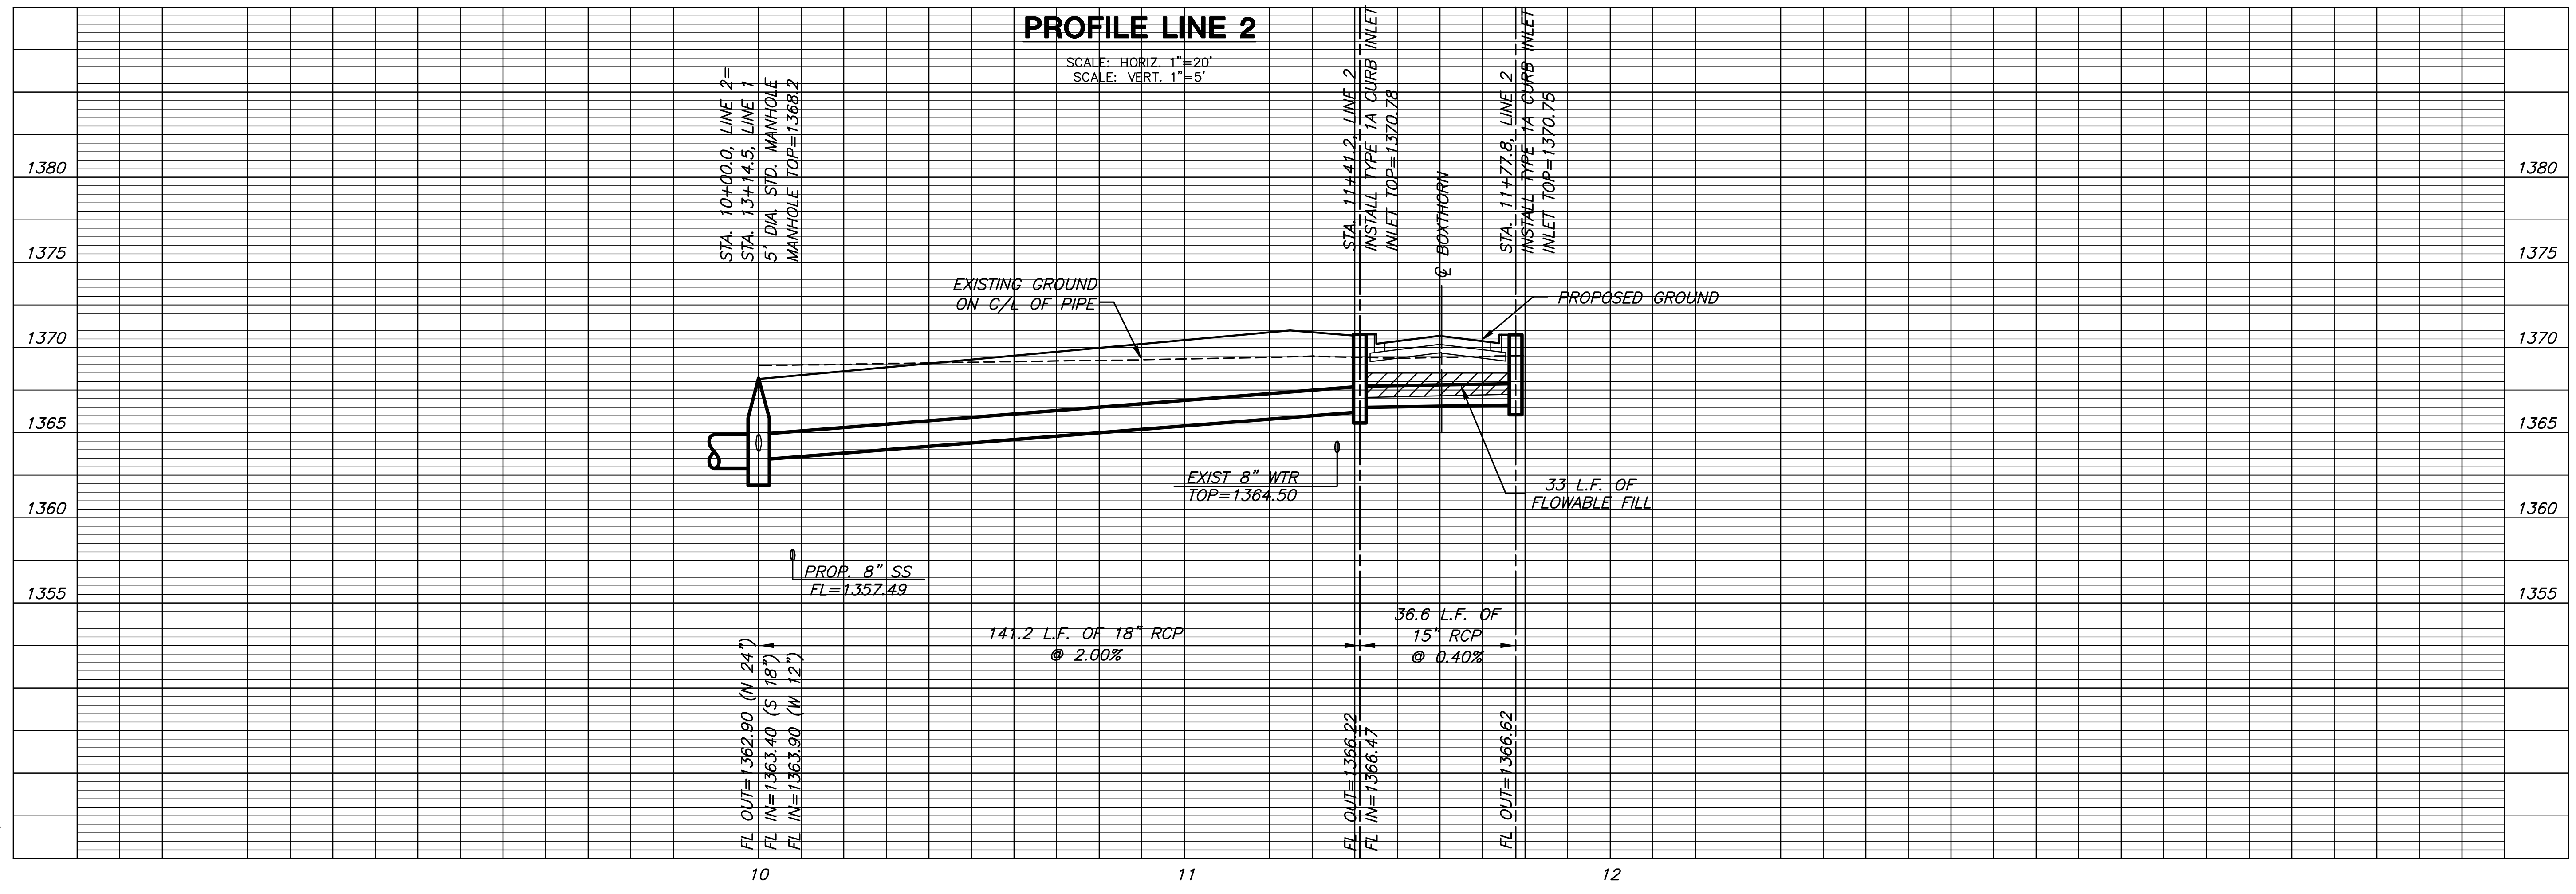 PROFILE LINE 2
SCALE: HORIZ. 1"=20'
SCALE: VERT. 1"=5'
STA. 10+00.0, LINE 2=
STA. 13+14.5, LINE 1
5' DIA. STD. MANHOLE
MANHOLE TOP=1368.2
STA. 11+41.2, LINE 2
INSTALL TYPE 1A CURB INLET
INLET TOP=1370.78
℄ BOXTHORN
STA. 11+77.8, LINE 2
INSTALL TYPE 1A CURB INLET
INLET TOP=1370.75
1380
1380
1375
1375
EXISTING GROUND
ON C/L OF PIPE
PROPOSED GROUND
1370
1370
1365
1365
EXIST 8" WTR
TOP=1364.50
33 L.F. OF
FLOWABLE FILL
1360
1360
PROP. 8" SS
FL=1357.49
1355
1355
141.2 L.F. OF 18" RCP
@ 2.00%
36.6 L.F. OF
15" RCP
@ 0.40%
FL OUT=1362.90 (N 24")
FL IN=1363.40 (S 18")
FL IN=1363.90 (W 12")
FL OUT=1366.22
FL IN=1366.47
FL OUT=1366.62
10
11
12